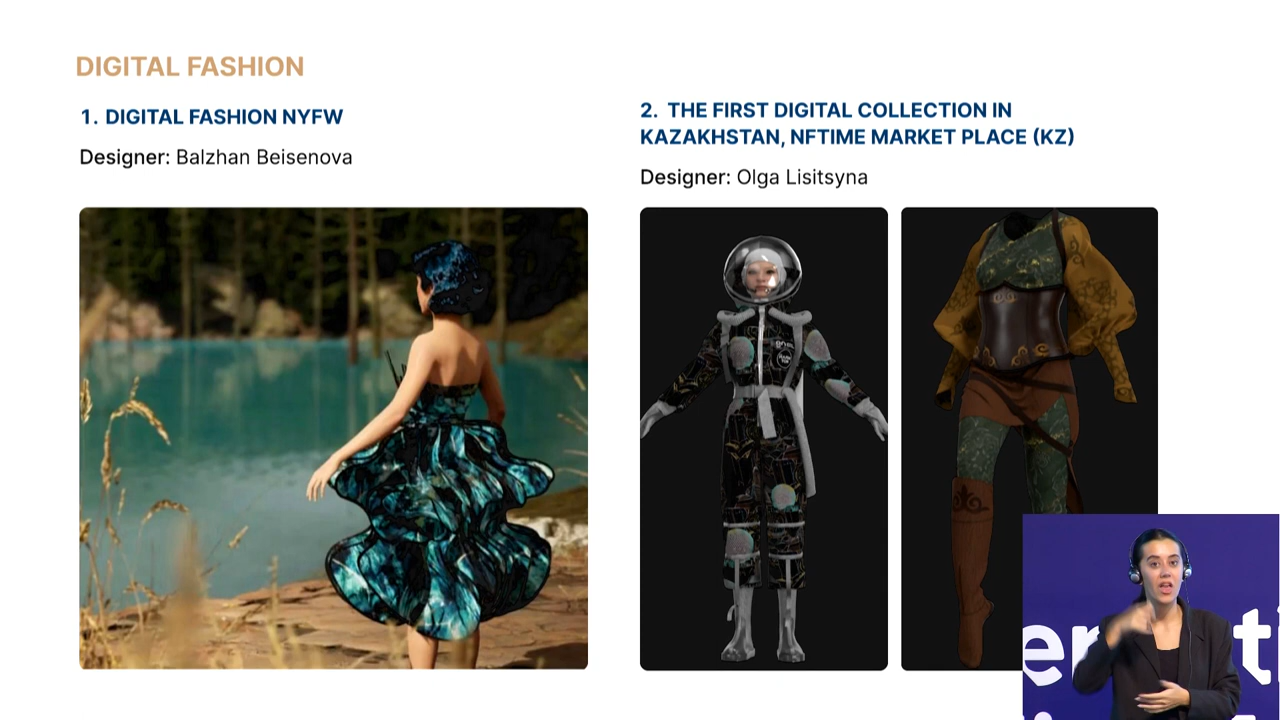 DIGITAL FASHION
1. DIGITAL FASHION NYFW
Designer: Balzhan Beisenova
2. THE FIRST DIGITAL COLLECTION IN
KAZAKHSTAN, NFTIME MARKET PLACE (KZ)
Designer: Olga Lisitsyna